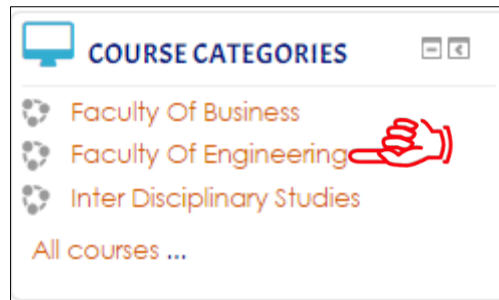 COURSE CATEGORIES
Faculty Of Business
Faculty Of Engineering
Inter Disciplinary Studies
All courses ...